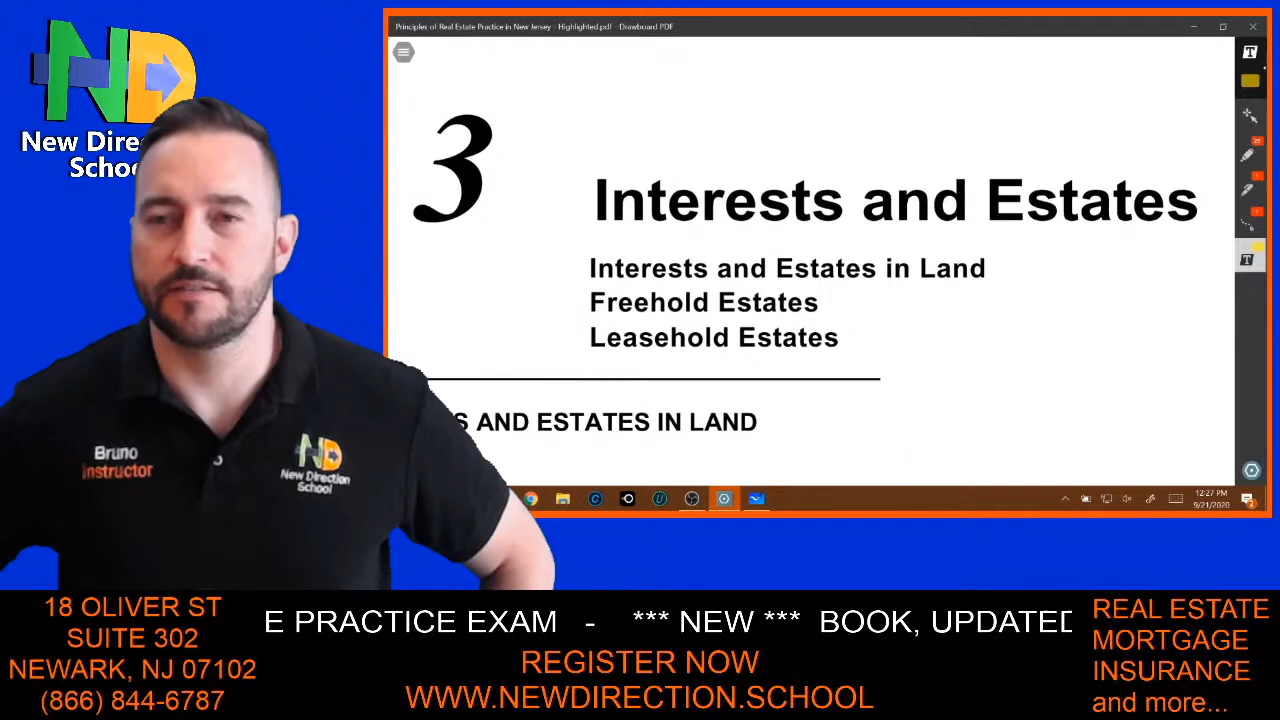 ND
New Direc
Schoo
Principles of Real Estate Practice in New Jersey - Highlighted.pdf - Drawboard PDF
3
Interests and Estates
Interests and Estates in Land
Freehold Estates
Leasehold Estates
S AND ESTATES IN LAND
Bruno
Instructor
ND
New Direction
School
12:27 PM
9/21/2020
18 OLIVER ST
SUITE 302
NEWARK, NJ 07102
(866) 844-6787
E PRACTICE EXAM - *** NEW *** BOOK, UPDATED
REGISTER NOW
WWW.NEWDIRECTION.SCHOOL
REAL ESTATE
MORTGAGE
INSURANCE
and more...